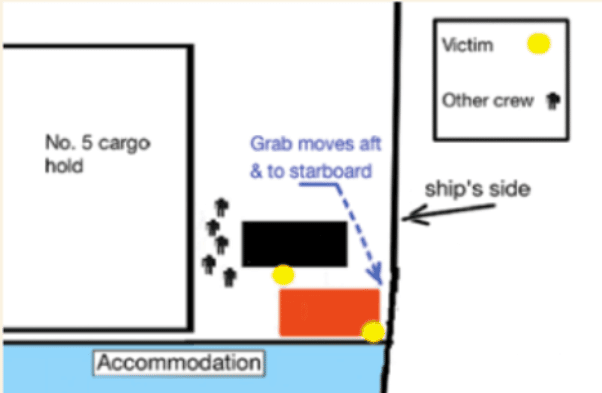 Victim
Other crew
No. 5 cargo
hold
Grab moves aft
& to starboard
ship's side
Accommodation